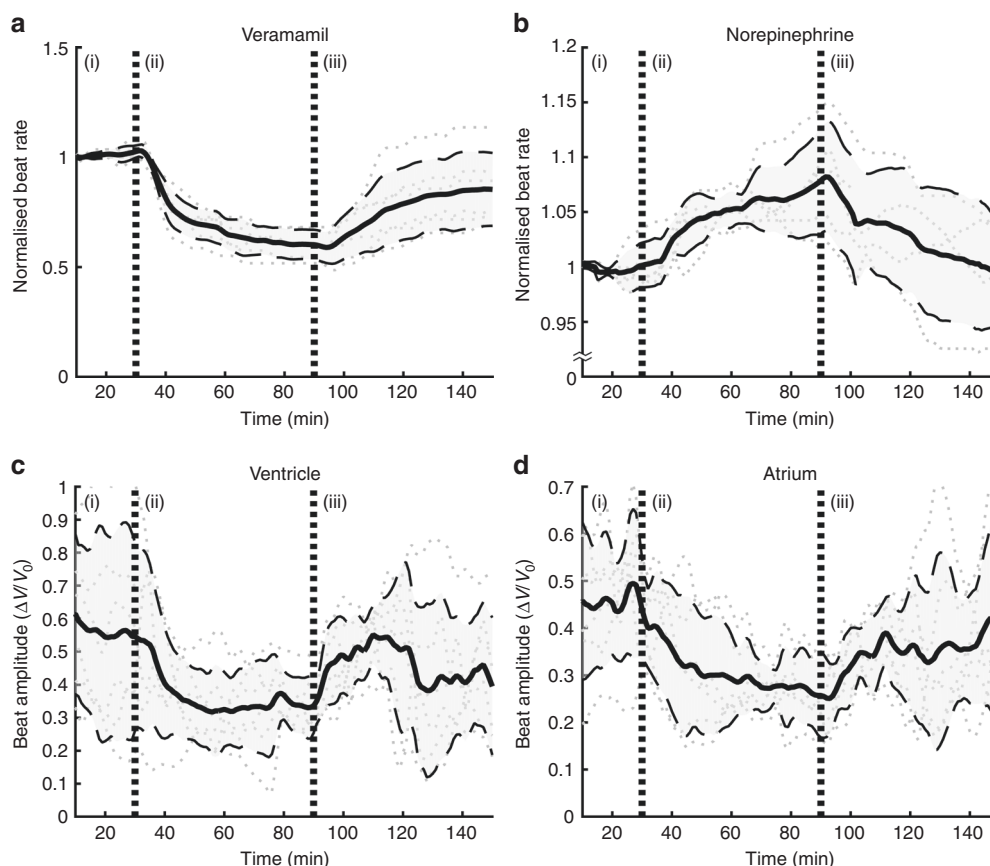 a
Veramamil
1.5
1
0.5
0
(i)
(ii)
(iii)
Normalised beat rate
20
40
60
80
100
120
140
Time (min)
b
Norepinephrine
1.2
1.15
1.1
1.05
1
0.95
0
(i)
(ii)
(iii)
Normalised beat rate
20
40
60
80
100
120
140
Time (min)
c
Ventricle
1
0.9
0.8
0.7
0.6
0.5
0.4
0.3
0.2
0.1
0
(i)
(ii)
(iii)
Beat amplitude (ΔV/V0)
20
40
60
80
100
120
140
Time (min)
d
Atrium
0.7
0.6
0.5
0.4
0.3
0.2
0.1
0
(i)
(ii)
(iii)
Beat amplitude (ΔV/V0)
20
40
60
80
100
120
140
Time (min)